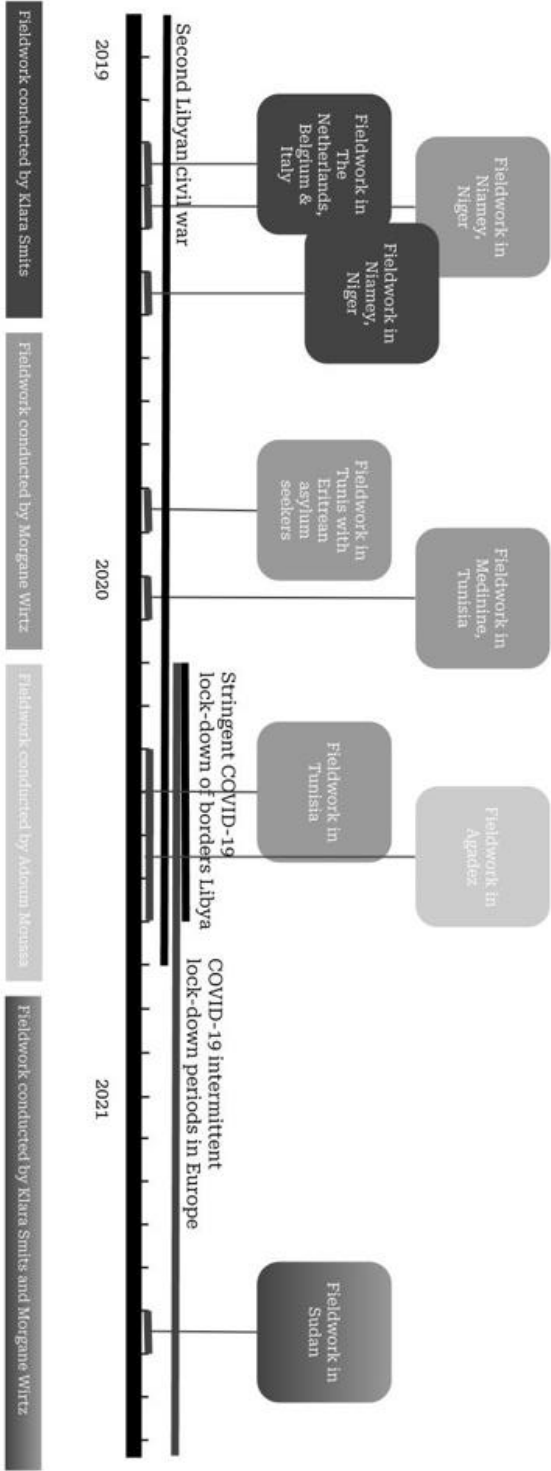 Fieldwork in
Niamey,
Niger
Fieldwork in
Medinine,
Tunisia
Fieldwork in
Agadez
Fieldwork in
The
Netherlands,
Belgium &
Italy
Fieldwork in
Niamey,
Niger
Fieldwork in
Tunis with
Eritrean
asylum
seekers
Fieldwork in
Tunisia
Fieldwork in
Sudan
Stringent COVID-19
lock-down of borders Libya
COVID-19 intermittent
lock-down periods in Europe
Second Libyan civil war
2019
2020
2021
Fieldwork conducted by Klara Smits
Fieldwork conducted by Morgane Wirtz
Fieldwork conducted by Adoum Moussa
Fieldwork conducted by Klara Smits and Morgane Wirtz